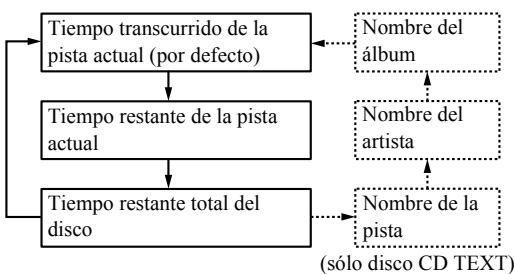 Tiempo transcurrido de la
pista actual (por defecto)
Nombre del
álbum
Tiempo restante de la pista
actual
Nombre del
artista
Tiempo restante total del
disco
Nombre de la
pista
(sólo disco CD TEXT)